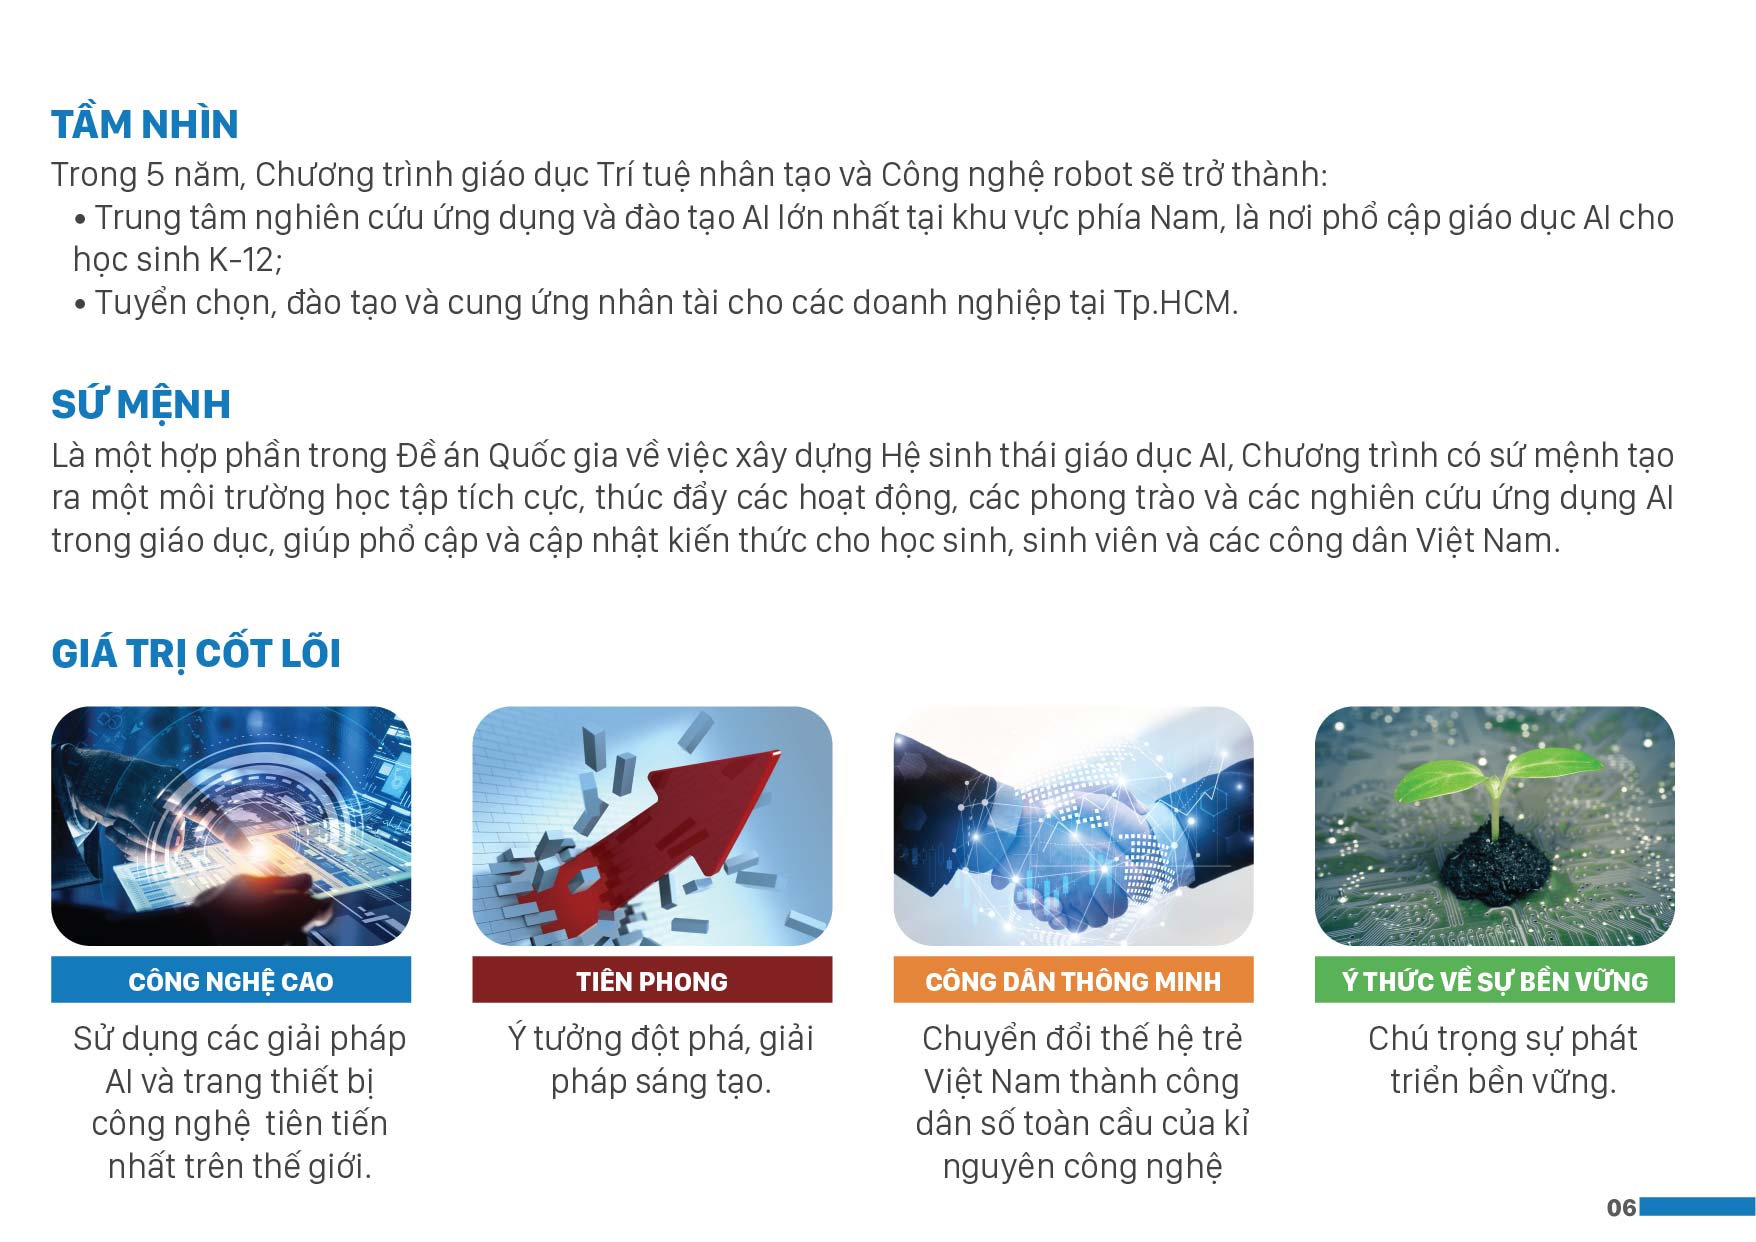 TẦM NHÌN
Trong 5 năm, Chương trình giáo dục Trí tuệ nhân tạo và Công nghệ robot sẽ trở thành:
• Trung tâm nghiên cứu ứng dụng và đào tạo AI lớn nhất tại khu vực phía Nam, là nơi phổ cập giáo dục AI cho
học sinh K-12;
• Tuyển chọn, đào tạo và cung ứng nhân tài cho các doanh nghiệp tại Tp.HCM.
SỨ MỆNH
Là một hợp phần trong Đề án Quốc gia về việc xây dựng Hệ sinh thái giáo dục AI, Chương trình có sứ mệnh tạo
ra một môi trường học tập tích cực, thúc đẩy các hoạt động, các phong trào và các nghiên cứu ứng dụng AI
trong giáo dục, giúp phổ cập và cập nhật kiến thức cho học sinh, sinh viên và các công dân Việt Nam.
GIÁ TRỊ CỐT LÕI
CÔNG NGHỆ CAO
Sử dụng các giải pháp
AI và trang thiết bị
công nghệ tiên tiến
nhất trên thế giới.
TIÊN PHONG
Ý tưởng đột phá, giải
pháp sáng tạo.
CÔNG DÂN THÔNG MINH
Chuyển đổi thế hệ trẻ
Việt Nam thành công
dân số toàn cầu của kỉ
nguyên công nghệ
Ý THỨC VỀ SỰ BỀN VỮNG
Chú trọng sự phát
triển bền vững.
06